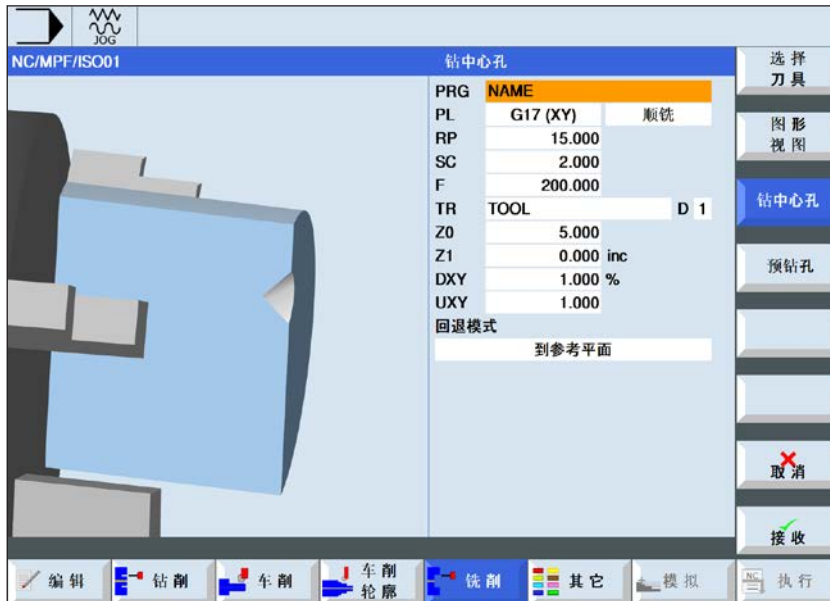 JOG
NC/MPF/ISO01
钻中心孔
PRG NAME
PL G17 (XY) 顺铣
RP 15.000
SC 2.000
F 200.000
TR TOOL D 1
Z0 5.000
Z1 0.000 inc
DXY 1.000 %
UXY 1.000
回退模式
到参考平面
选择
刀具
图形
视图
钻中心孔
预钻孔
取消
接收
编辑
钻削
车削
车削
轮廓
铣削
其它
模拟
NC
执行